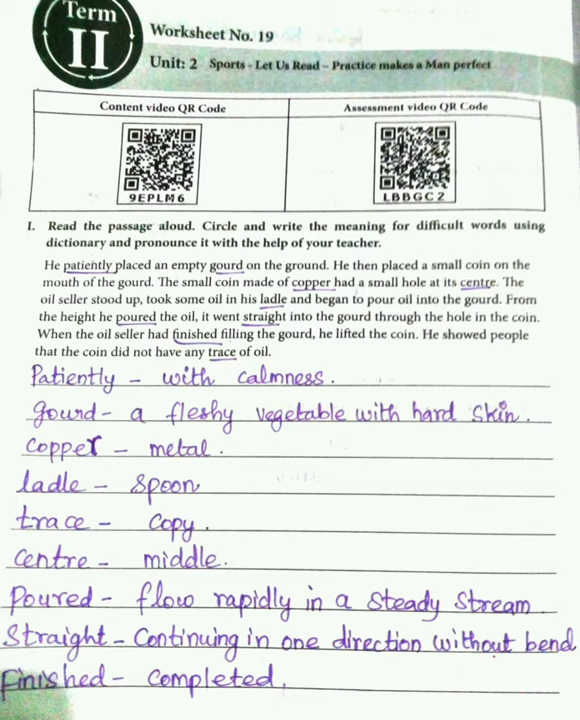 Term
II
Worksheet No. 19
Unit: 2 Sports - Let Us Read – Practice makes a Man perfect
Content video QR Code
Assessment video QR Code
9EPLM6
LBBGC2
I. Read the passage aloud. Circle and write the meaning for difficult words using
dictionary and pronounce it with the help of your teacher.
He patiently placed an empty gourd on the ground. He then placed a small coin on the
mouth of the gourd. The small coin made of copper had a small hole at its centre. The
oil seller stood up, took some oil in his ladle and began to pour oil into the gourd. From
the height he poured the oil, it went straight into the gourd through the hole in the coin.
When the oil seller had finished filling the gourd, he lifted the coin. He showed people
that the coin did not have any trace of oil.
Patiently - with calmness.
gourd - a fleshy vegetable with hard skin.
copper - metal.
ladle - spoon
trace - copy.
centre - middle.
Poured - flow rapidly in a steady stream
Straight - Continuing in one direction without bend
Finished - completed.